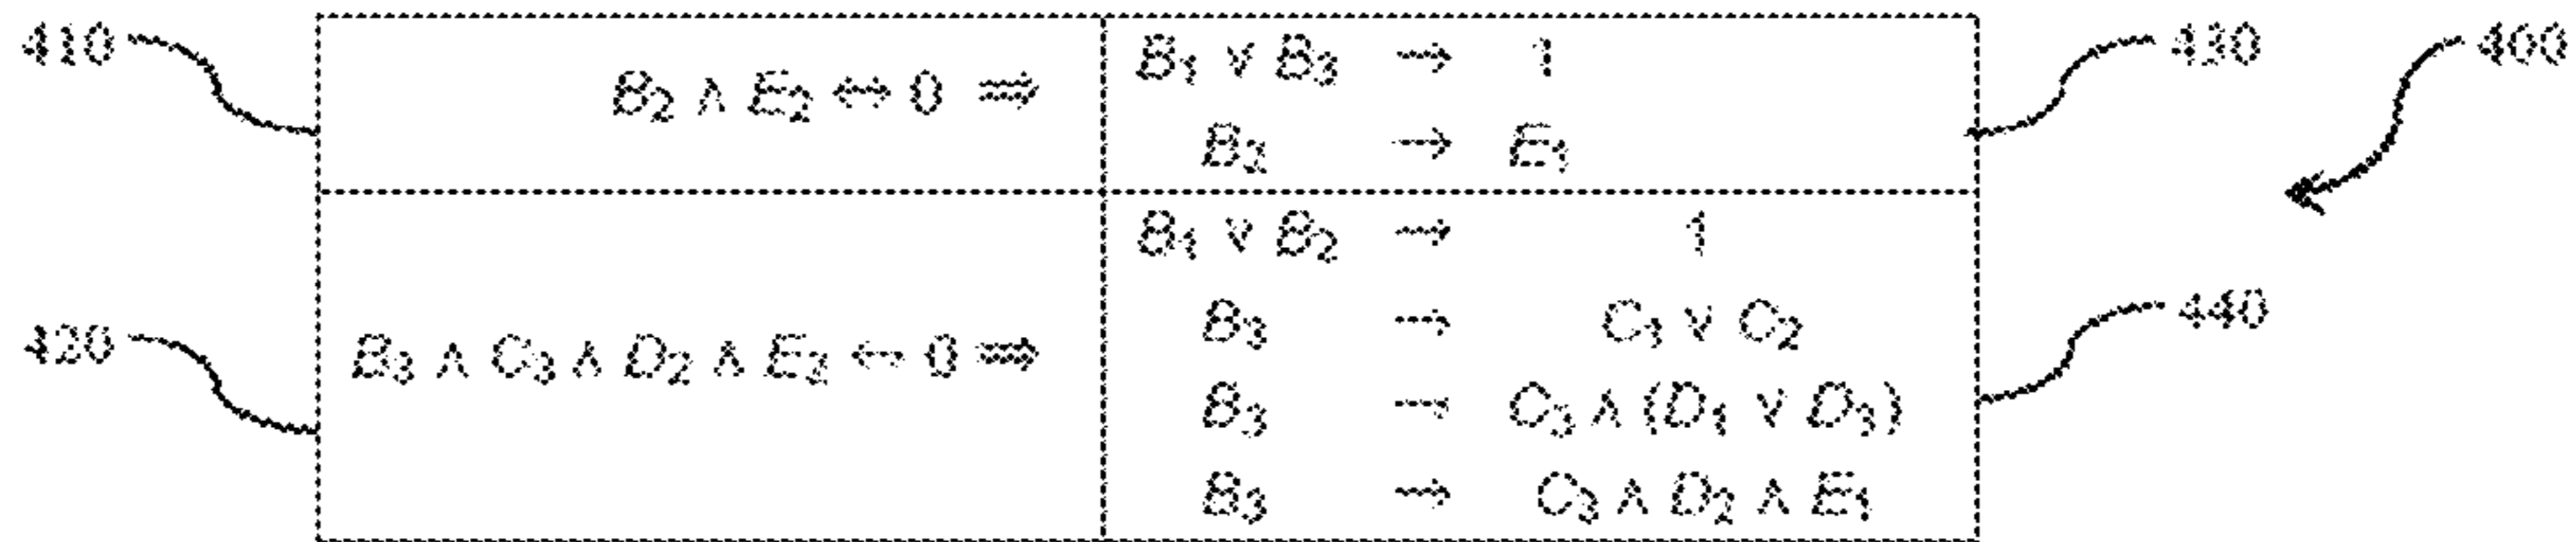 410
B₂ ∧ E₂ ↔ 0 ⇒
B₁ ∨ B₃ → 1
B₂ → E₁
430
400
420
B₃ ∧ C₃ ∧ D₂ ∧ E₂ ↔ 0 ⇒
B₁ ∨ B₂ → 1
B₃ → C₁ ∨ C₂
B₃ → C₃ ∧ (D₁ ∨ D₃)
B₃ → C₃ ∧ D₂ ∧ E₁
440